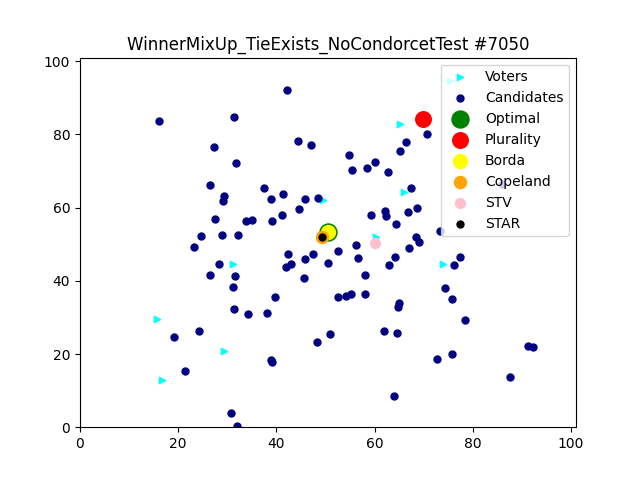 WinnerMixUp_TieExists_NoCondorcetTest #7050
100
80
60
40
20
0
0
20
40
60
80
100
Voters
Candidates
Optimal
Plurality
Borda
Copeland
STV
STAR